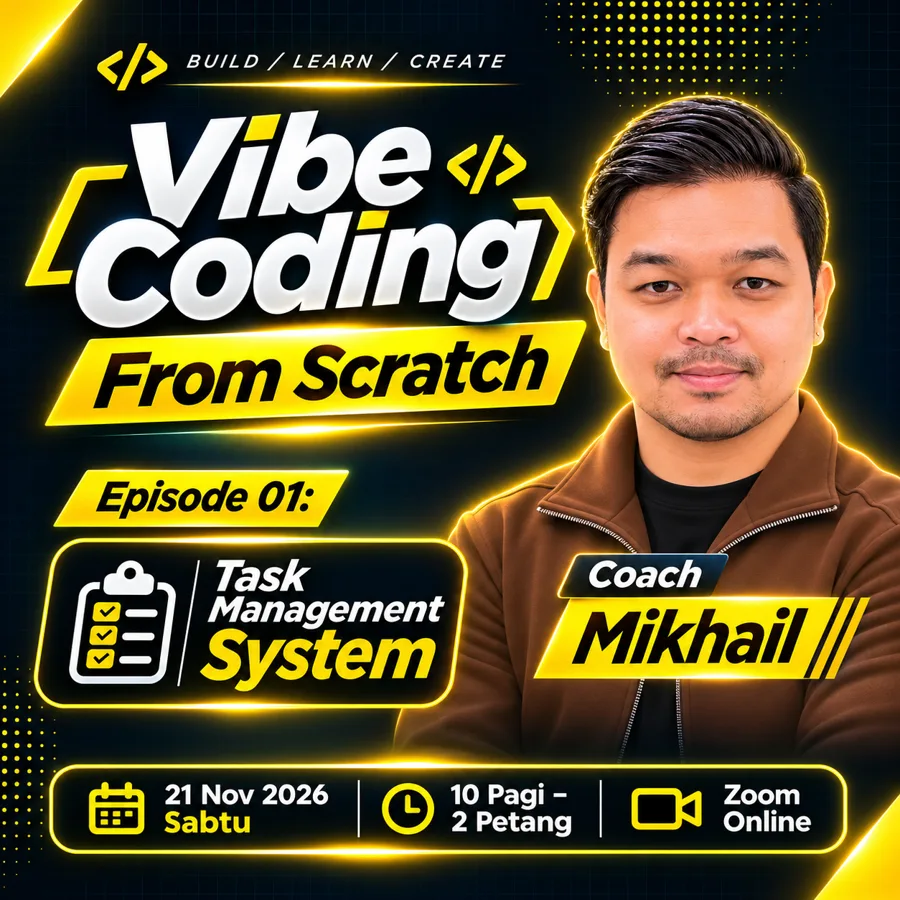 </> BUILD / LEARN / CREATE
Vibe </>
Coding
From Scratch
Episode 01:
Task
Management
System
Coach
Mikhail
21 Nov 2026
Sabtu
10 Pagi –
2 Petang
Zoom
Online